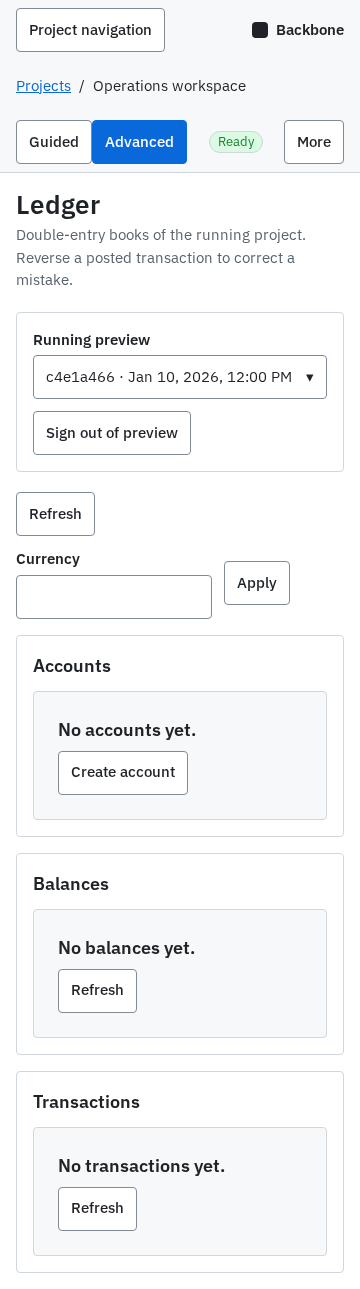 Project navigation
Backbone
Projects / Operations workspace
Guided Advanced Ready More
Ledger
Double-entry books of the running project.
Reverse a posted transaction to correct a
mistake.
Running preview
c4e1a466 · Jan 10, 2026, 12:00 PM
Sign out of preview
Refresh
Currency
Apply
Accounts
No accounts yet.
Create account
Balances
No balances yet.
Refresh
Transactions
No transactions yet.
Refresh